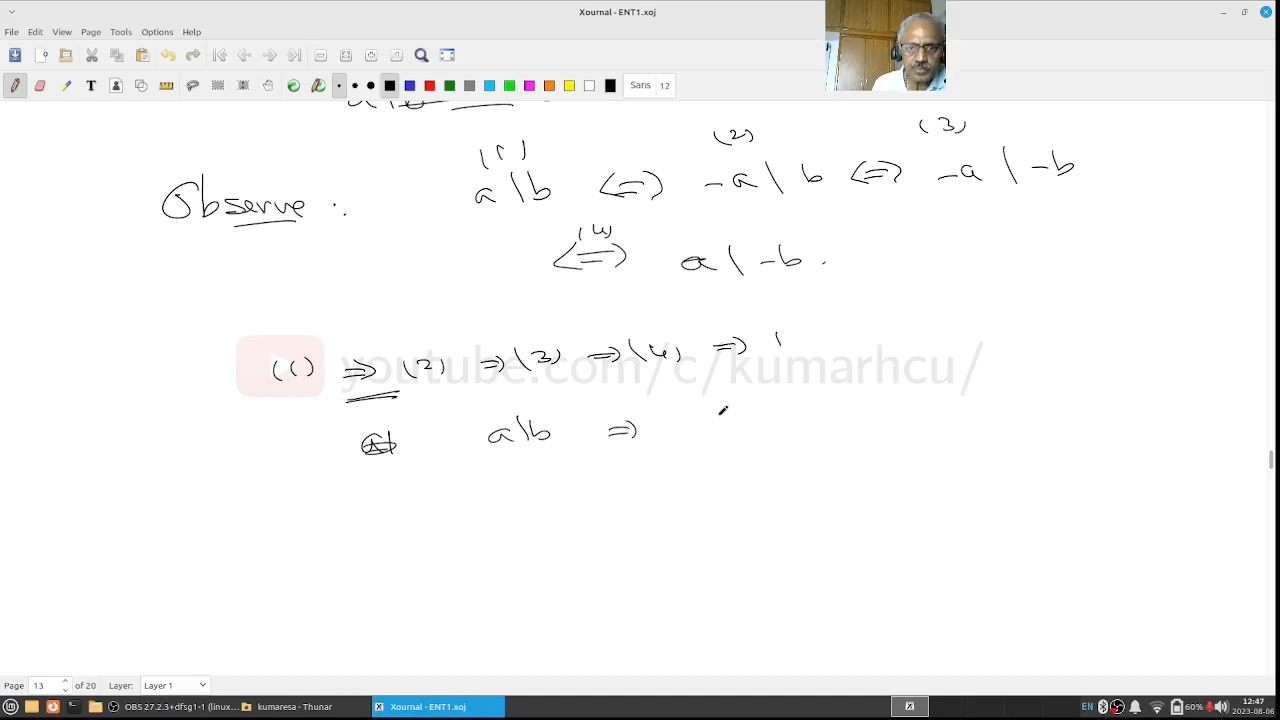 Xournal - ENT1.xoj
File Edit View Page Tools Options Help
Sans 12
(1) (2) (3)
Observe : a|b <=> -a | b <=> -a | -b
(4)
<=> a | -b .
(1) => (2) => (3) => (4) => 1
youtube.com/c/kumarhcu/
a|b =>
Page 13 of 20 Layer: Layer 1
OBS 27.2.3+dfsg1-1 (linux... kumaresa - Thunar Xournal - ENT1.xoj EN 60% 12:47
2023-08-06